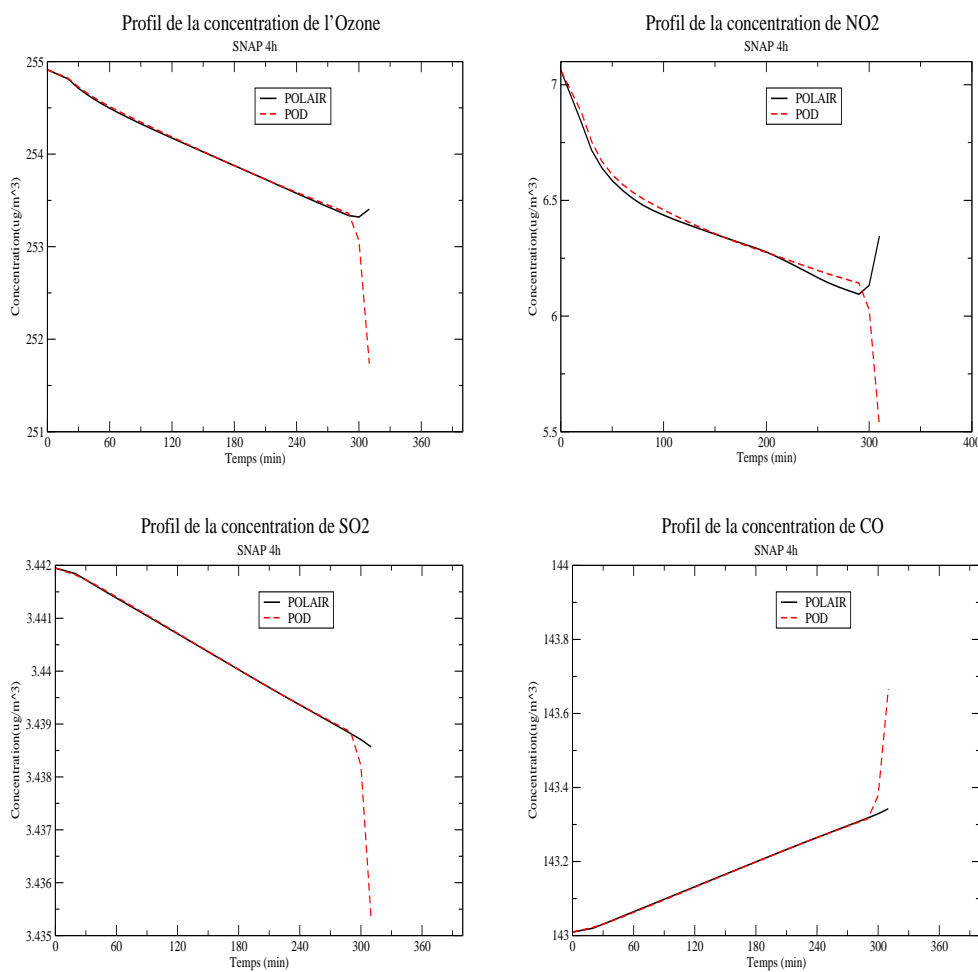 Profil de la concentration de l'Ozone
SNAP 4h
255
254
253
252
251
Concentration(ug/m^3)
POLAIR
POD
0 60 120 180 240 300 360
Temps (min)
Profil de la concentration de NO2
SNAP 4h
7
6.5
6
5.5
Concentration(ug/m^3)
POLAIR
POD
0 100 200 300 400
Temps (min)
Profil de la concentration de SO2
SNAP 4h
3.442
3.441
3.44
3.439
3.438
3.437
3.436
3.435
Concentration(ug/m^3)
POLAIR
POD
0 60 120 180 240 300 360
Temps (min)
Profil de la concentration de CO
SNAP 4h
144
143.8
143.6
143.4
143.2
143
Concentration(ug/m^3)
POLAIR
POD
0 60 120 180 240 300 360
Temps (min)